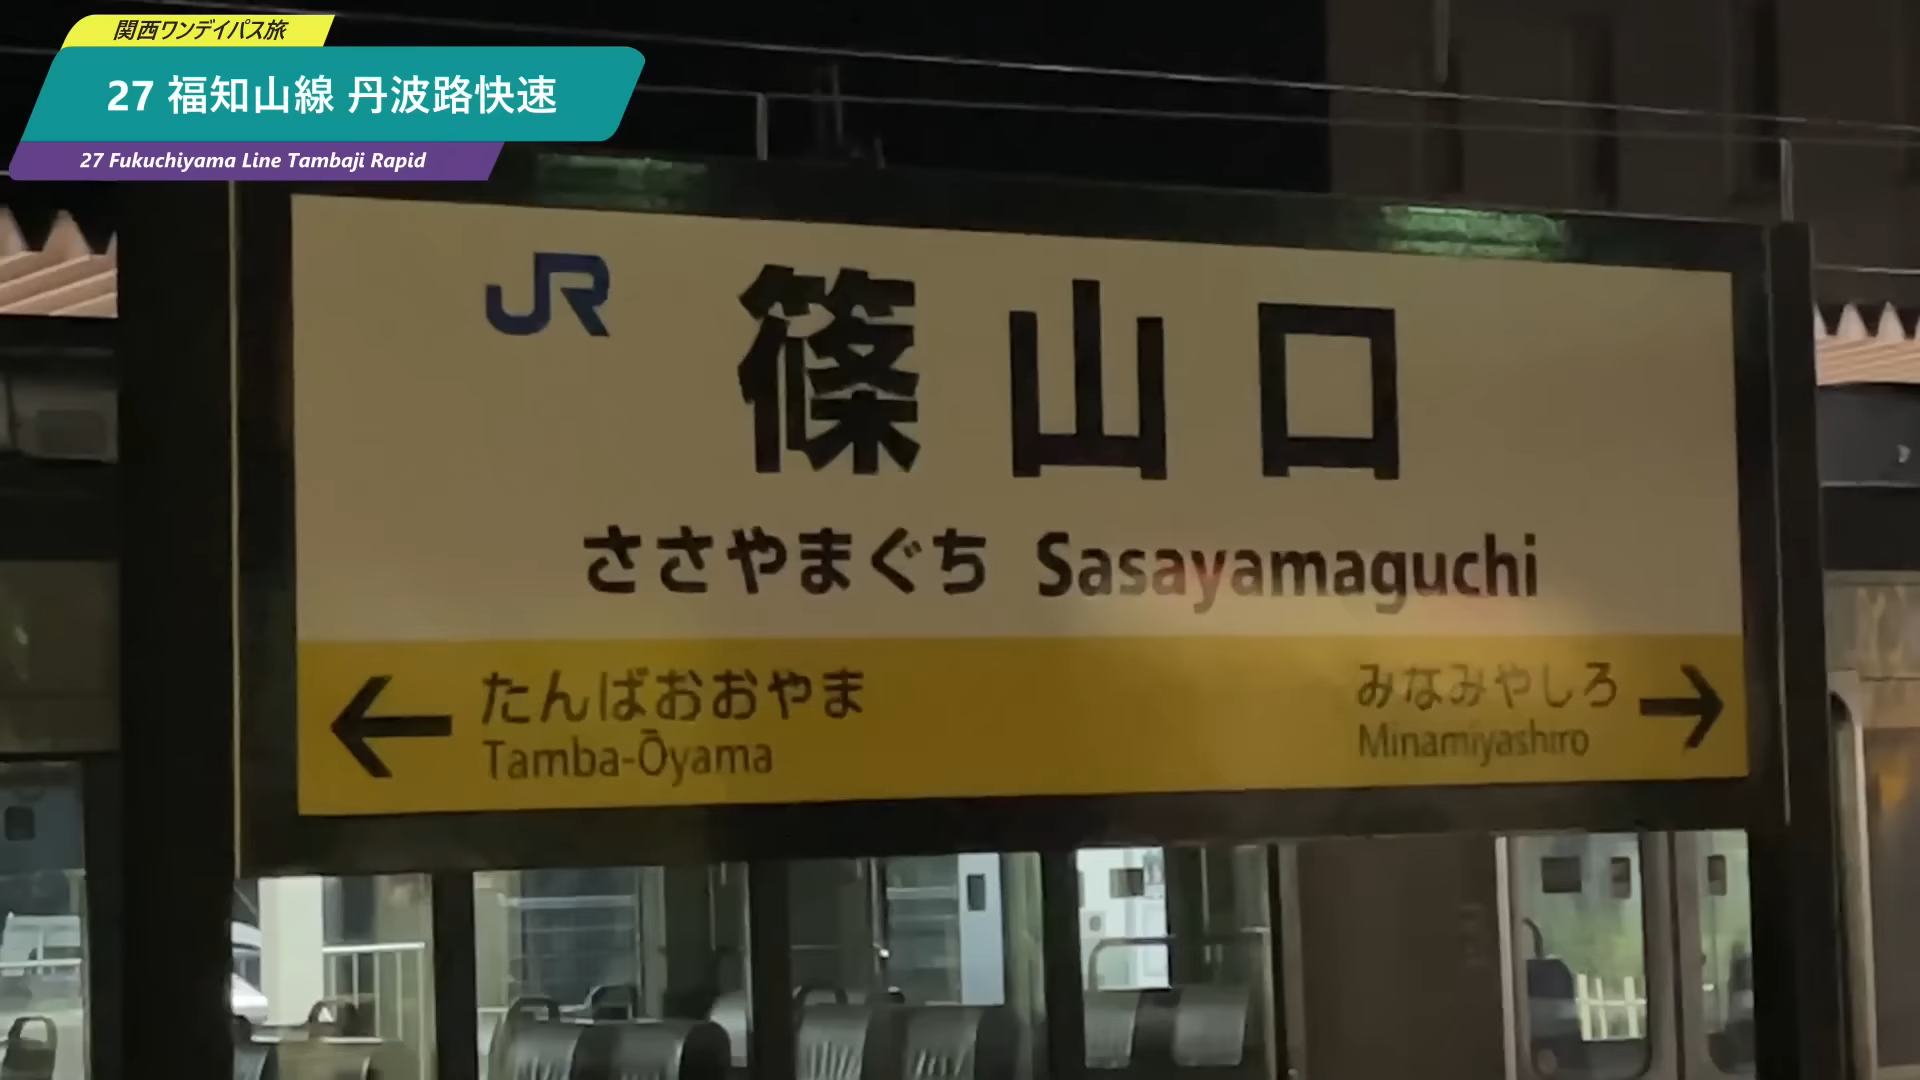 関西ワンデイパス旅
27 福知山線 丹波路快速
27 Fukuchiyama Line Tambaji Rapid
JR
篠山口
ささやまぐち Sasayamaguchi
たんばおおやま
Tamba-Ōyama
みなみやしろ
Minamiyashiro